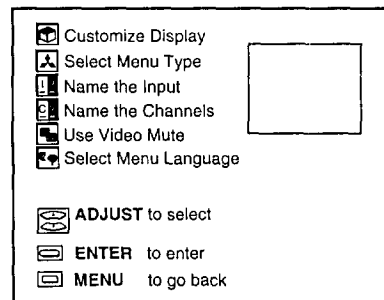 Customize Display
Select Menu Type
I Name the Input
C Name the Channels
Use Video Mute
Select Menu Language
ADJUST to select
ENTER to enter
MENU to go back